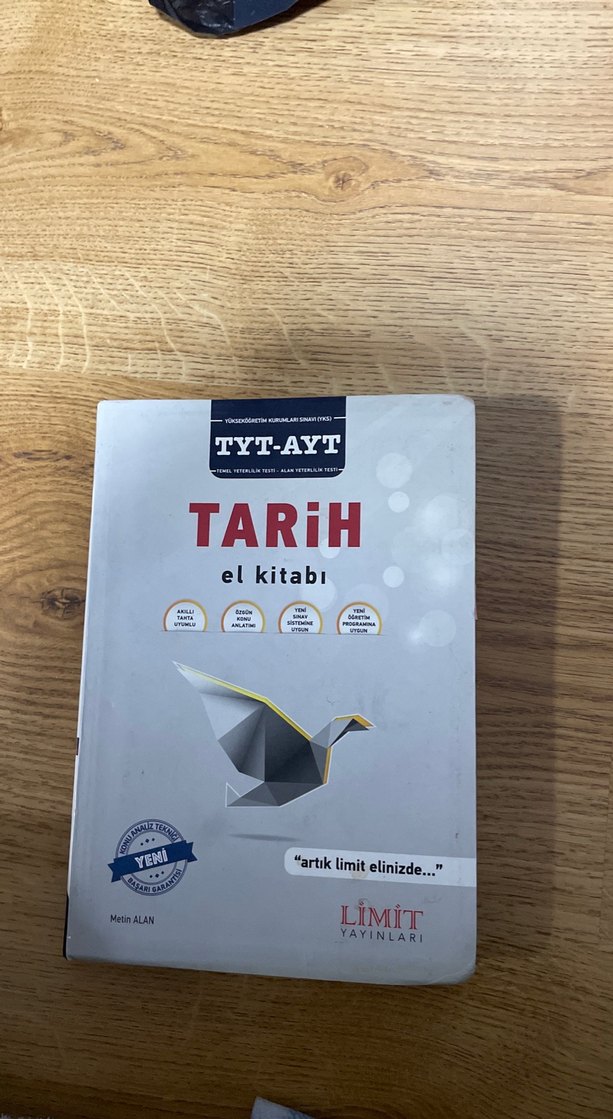 YÜKSEKÖĞRETİM KURUMLARI SINAVI (YKS)
TYT-AYT
TEMEL YETERLİLİK TESTİ - ALAN YETERLİLİK TESTİ
TARİH
el kitabı
AKILLI
TAHTA
UYUMLU
ÖZGÜN
KONU
ANLATIMI
YENİ
SINAV
SİSTEMİNE
UYGUN
YENİ
ÖĞRETİM
PROGRAMINA
UYGUN
KONU ANALİZ TEKNİĞİ
YENİ
BAŞARI GARANTİSİ
"artık limit elinizde..."
Metin ALAN
LİMİT
YAYINLARI